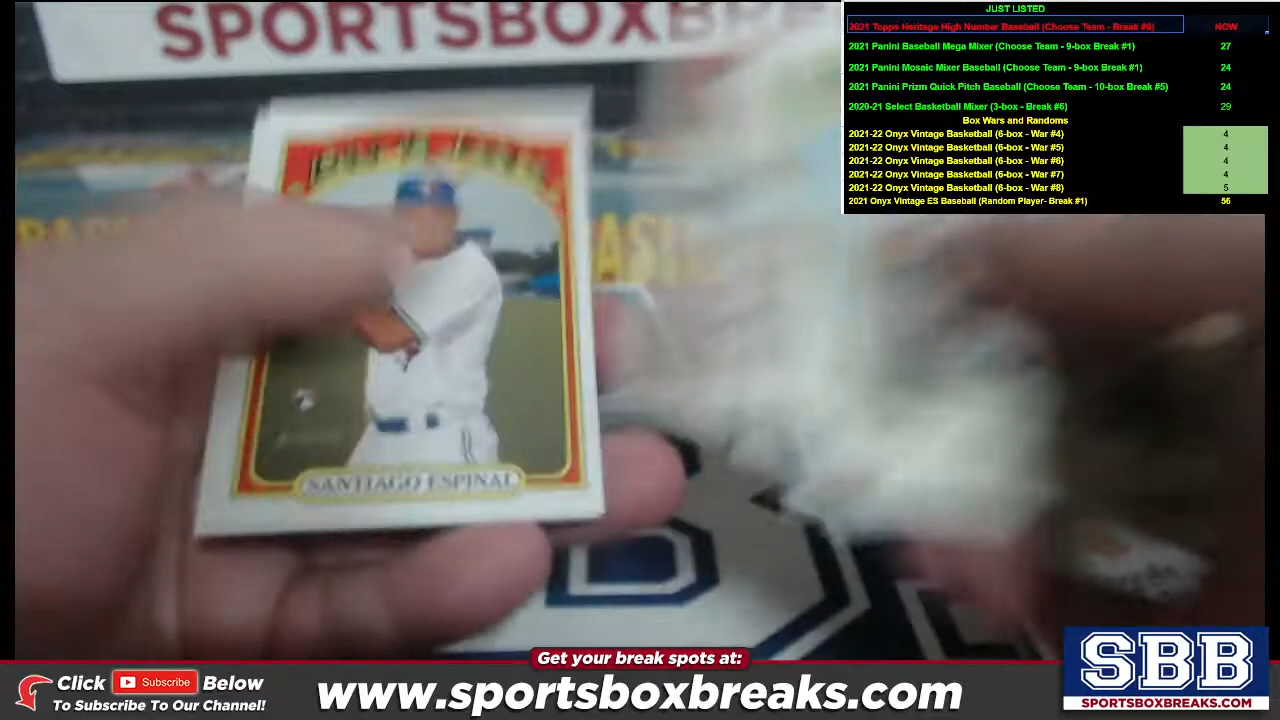 SPORTSBOXBREAKS
JUST LISTED
2021 Topps Heritage High Number Baseball (Choose Team - Break #8) NOW
2021 Panini Baseball Mega Mixer (Choose Team - 9-box Break #1) 27
2021 Panini Mosaic Mixer Baseball (Choose Team - 9-box Break #1) 24
2021 Panini Prizm Quick Pitch Baseball (Choose Team - 10-box Break #5) 24
2020-21 Select Basketball Mixer (3-box - Break #6) 29
Box Wars and Randoms
2021-22 Onyx Vintage Basketball (6-box - War #4) 4
2021-22 Onyx Vintage Basketball (6-box - War #5) 4
2021-22 Onyx Vintage Basketball (6-box - War #6) 4
2021-22 Onyx Vintage Basketball (6-box - War #7) 4
2021-22 Onyx Vintage Basketball (6-box - War #8) 5
2021 Onyx Vintage ES Baseball (Random Player- Break #1) 56
SANTIAGO ESPINAL
Get your break spots at:
Click Subscribe Below
To Subscribe To Our Channel!
www.sportsboxbreaks.com
SBB
SPORTSBOXBREAKS.COM